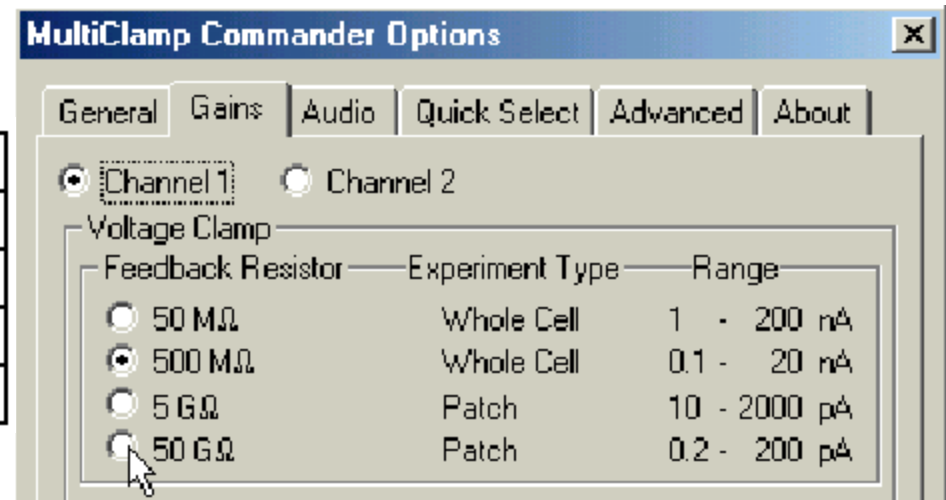 MultiClamp Commander Options
General Gains Audio Quick Select Advanced About
Channel 1 Channel 2
Voltage Clamp
Feedback Resistor Experiment Type Range
50 MΩ Whole Cell 1 - 200 nA
500 MΩ Whole Cell 0.1 - 20 nA
5 GΩ Patch 10 - 2000 pA
50 GΩ Patch 0.2 - 200 pA